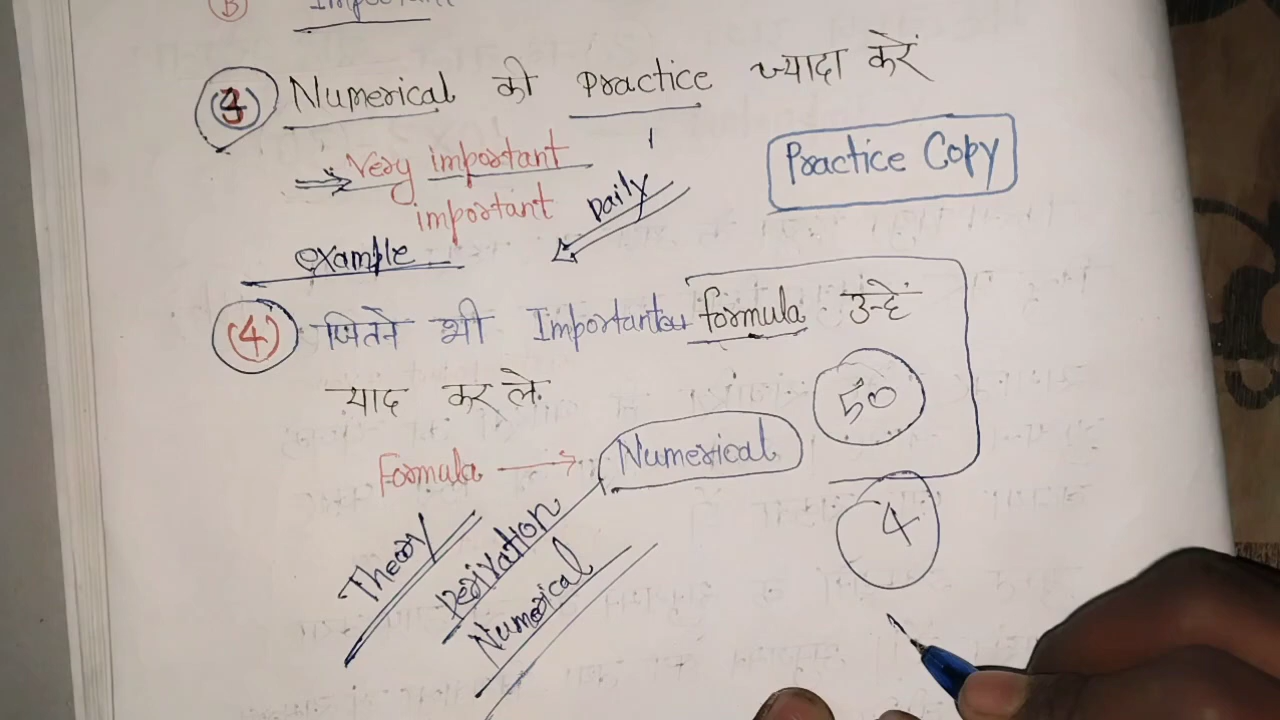 B Important
(3) Numerical की Practice ज्यादा करें
⇒ Very important
important
Daily
Practice Copy
example
(4) जितने भी Important formula उन्हें
याद कर ले
50
Formula → Numerical
4
Theory
Derivation
Numerical